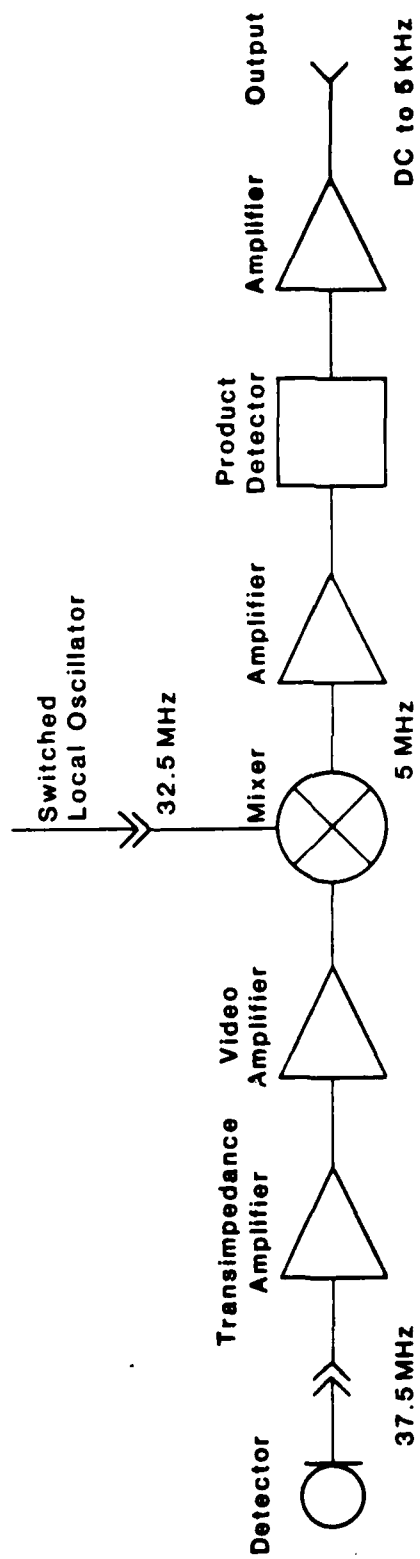 Switched
Local Oscillator
32.5 MHz
Detector
Transimpedance
Amplifier
Video
Amplifier
Mixer
Amplifier
Product
Detector
Amplifier
Output
37.5 MHz
5 MHz
DC to 5 KHz